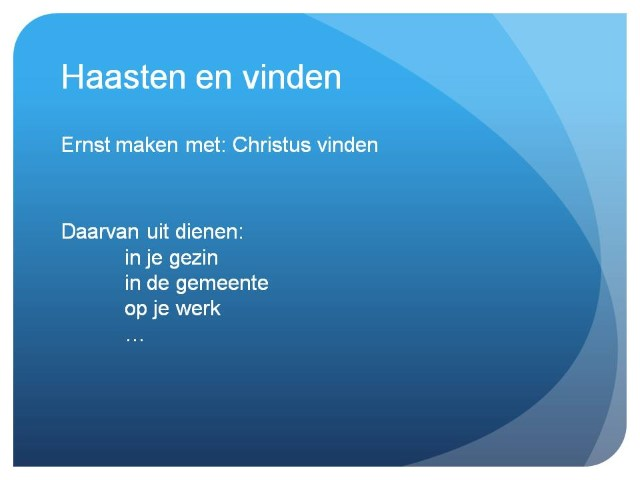 Haasten en vinden
Ernst maken met: Christus vinden
Daarvan uit dienen:
in je gezin
in de gemeente
op je werk
…